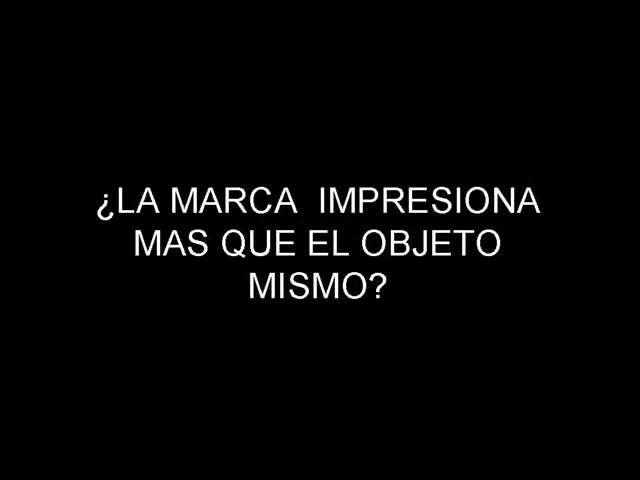 ¿LA MARCA  IMPRESIONA
MAS QUE EL OBJETO
MISMO?